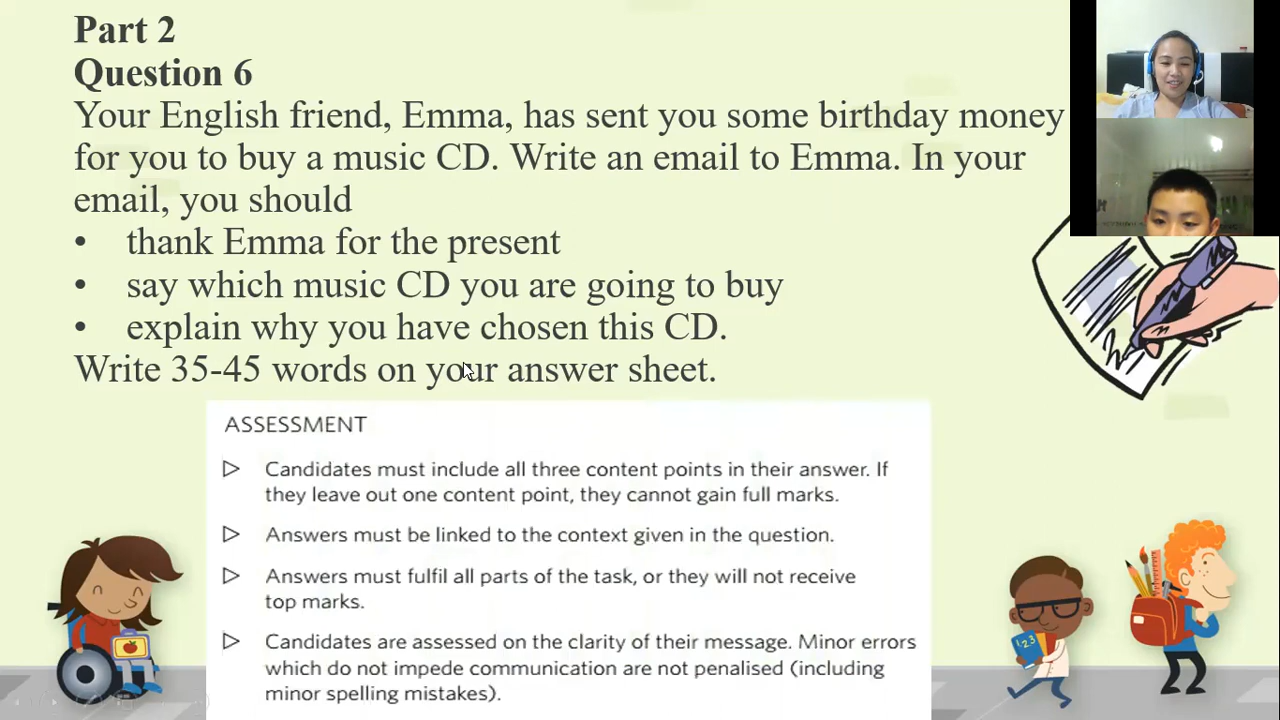 Part 2
Question 6
Your English friend, Emma, has sent you some birthday money
for you to buy a music CD. Write an email to Emma. In your
email, you should
• thank Emma for the present
• say which music CD you are going to buy
• explain why you have chosen this CD.
Write 35-45 words on your answer sheet.
ASSESSMENT
▷ Candidates must include all three content points in their answer. If
they leave out one content point, they cannot gain full marks.
▷ Answers must be linked to the context given in the question.
▷ Answers must fulfil all parts of the task, or they will not receive
top marks.
▷ Candidates are assessed on the clarity of their message. Minor errors
which do not impede communication are not penalised (including
minor spelling mistakes).
1.2.3